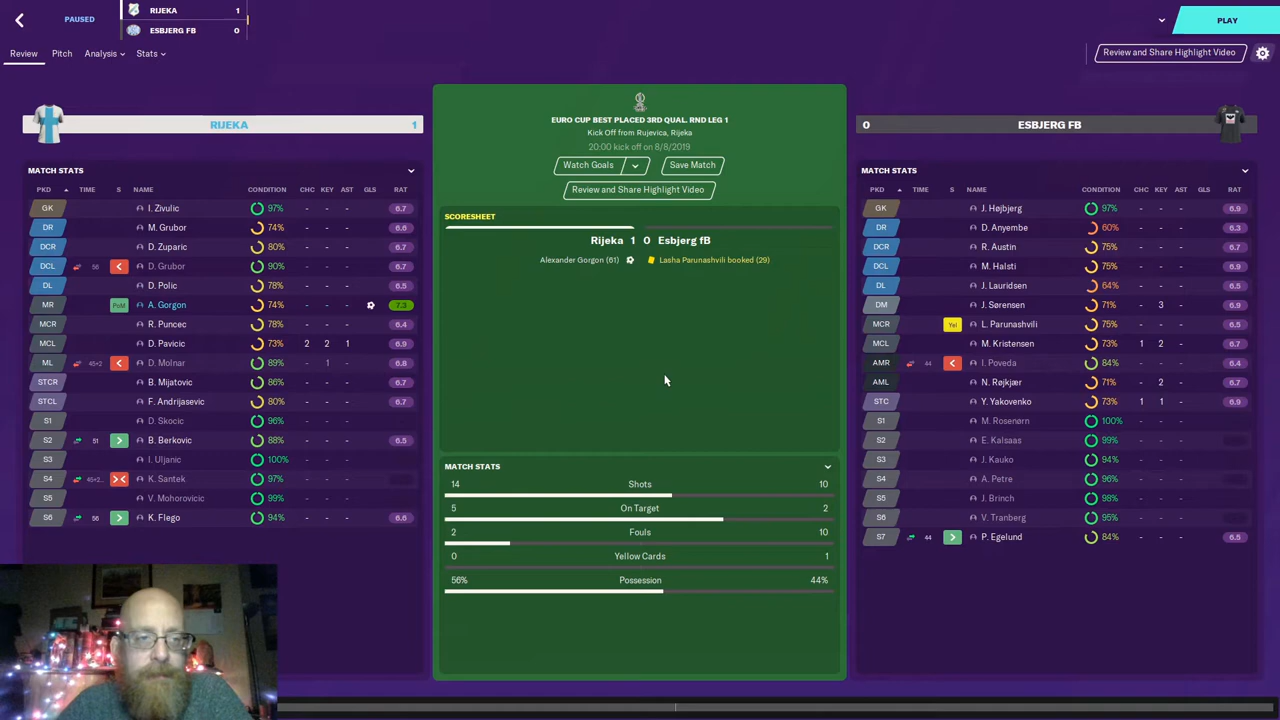 PAUSED
RIJEKA 1
ESBJERG FB 0
PLAY
Review Pitch Analysis Stats
Review and Share Highlight Video
RIJEKA 1
0 ESBJERG FB
EURO CUP BEST PLACED 3RD QUAL. RND LEG 1
Kick Off from Rujevica, Rijeka
20:00 kick off on 8/8/2019
Watch Goals Save Match
Review and Share Highlight Video
SCORESHEET
Rijeka 1 0 Esbjerg fB
Alexander Gorgon (61) Lasha Parunashvili booked (29)
MATCH STATS
14 Shots 10
5 On Target 2
2 Fouls 10
0 Yellow Cards 1
56% Possession 44%
MATCH STATS
PKD TIME S NAME CONDITION CHC KEY AST GLS RAT
GK I. Zivulic 97% - - - 6.7
DR M. Grubor 74% - - - 6.6
DCR D. Zuparic 80% - - - 6.7
DCL 56 D. Grubor 90% - - - 6.7
DL D. Polic 78% - - - 6.5
MR PoM A. Gorgon 74% - - - 7.3
MCR R. Puncec 78% - - - 6.4
MCL D. Pavicic 73% 2 2 1 6.9
ML 45+2 D. Molnar 89% - 1 - 6.8
STCR B. Mijatovic 86% - - - 6.7
STCL F. Andrijasevic 80% - - - 6.7
S1 D. Skocic 96% - - -
S2 51 B. Berkovic 88% - - - 6.5
S3 I. Uljanic 100% - - -
S4 45+2... K. Santek 97% - - -
S5 V. Mohorovicic 99% - - -
S6 56 K. Flego 94% - - - 6.6
MATCH STATS
PKD TIME S NAME CONDITION CHC KEY AST GLS RAT
GK J. Højbjerg 97% - - - 6.9
DR D. Anyembe 60% - - - 6.3
DCR R. Austin 75% - - - 6.7
DCL M. Halsti 75% - - - 6.7
DL J. Lauridsen 64% - - - 6.5
DM J. Sørensen 71% - 3 - 6.9
MCR Yel L. Parunashvili 75% - - - 6.5
MCL M. Kristensen 73% 1 2 - 6.7
AMR 44 I. Poveda 84% - - - 6.4
AML N. Røjkjær 71% - 2 - 6.7
STC Y. Yakovenko 73% 1 1 - 6.9
S1 M. Rosenørn 100% - - -
S2 E. Kalsaas 99% - - -
S3 J. Kauko 94% - - -
S4 A. Petre 96% - - -
S5 J. Brinch 98% - - -
S6 V. Tranberg 95% - - -
S7 44 P. Egelund 84% - - - 6.5